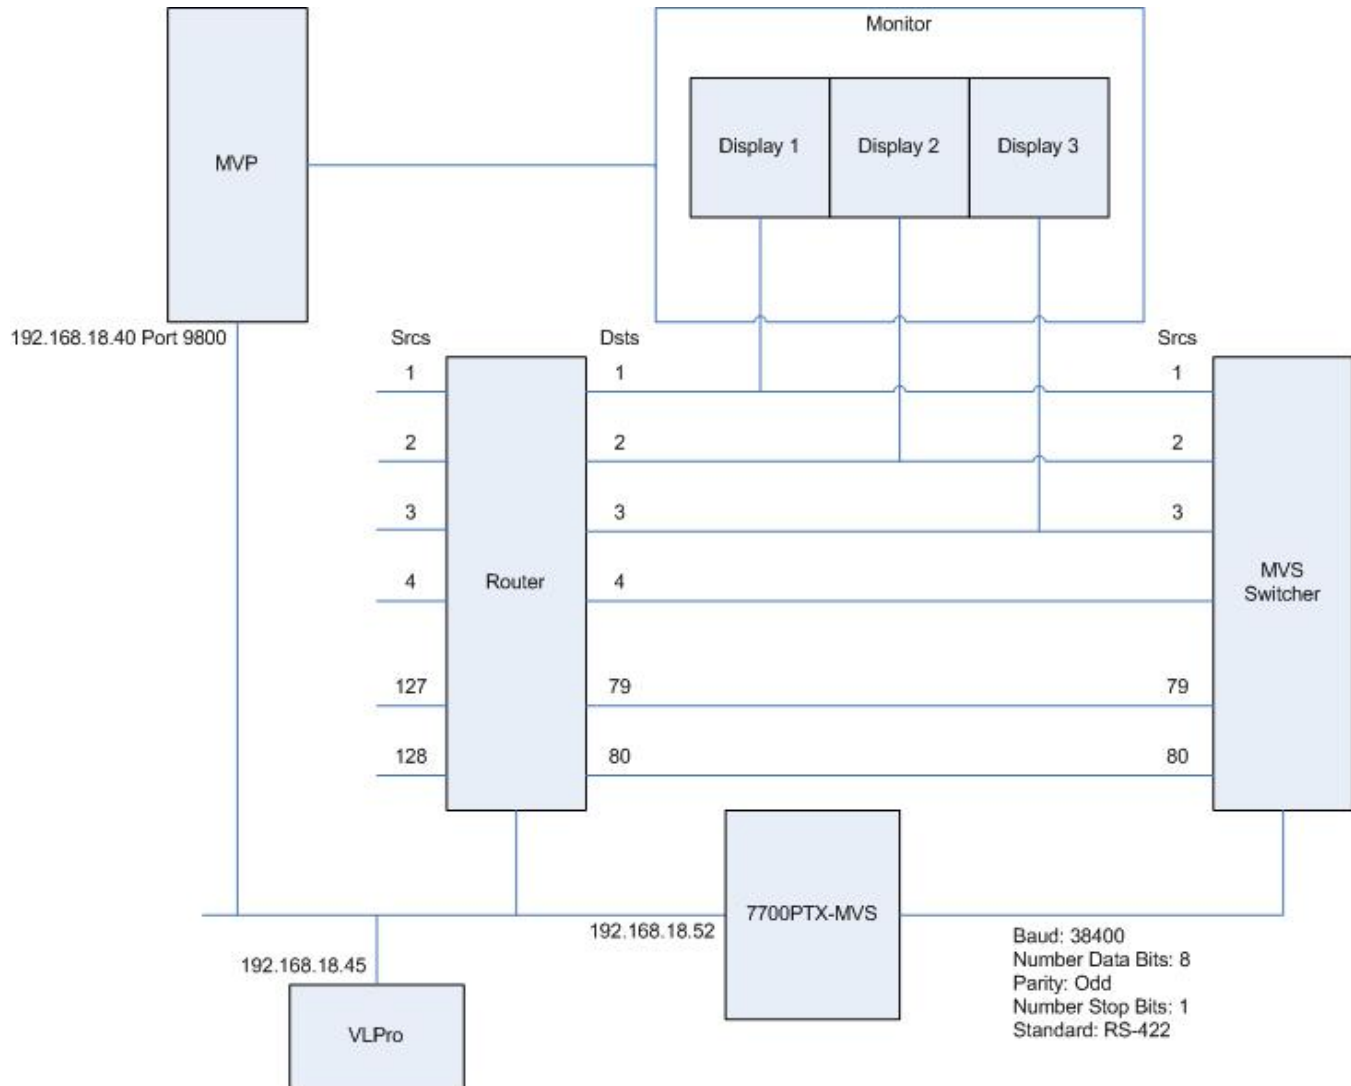 Monitor
MVP
Display 1
Display 2
Display 3
192.168.18.40 Port 9800
Srcs
Dsts
Srcs
1
1
1
2
2
2
3
3
3
4
4
Router
MVS
Switcher
127
79
79
128
80
80
7700PTX-MVS
192.168.18.52
192.168.18.45
Baud: 38400
Number Data Bits: 8
Parity: Odd
Number Stop Bits: 1
Standard: RS-422
VLPro